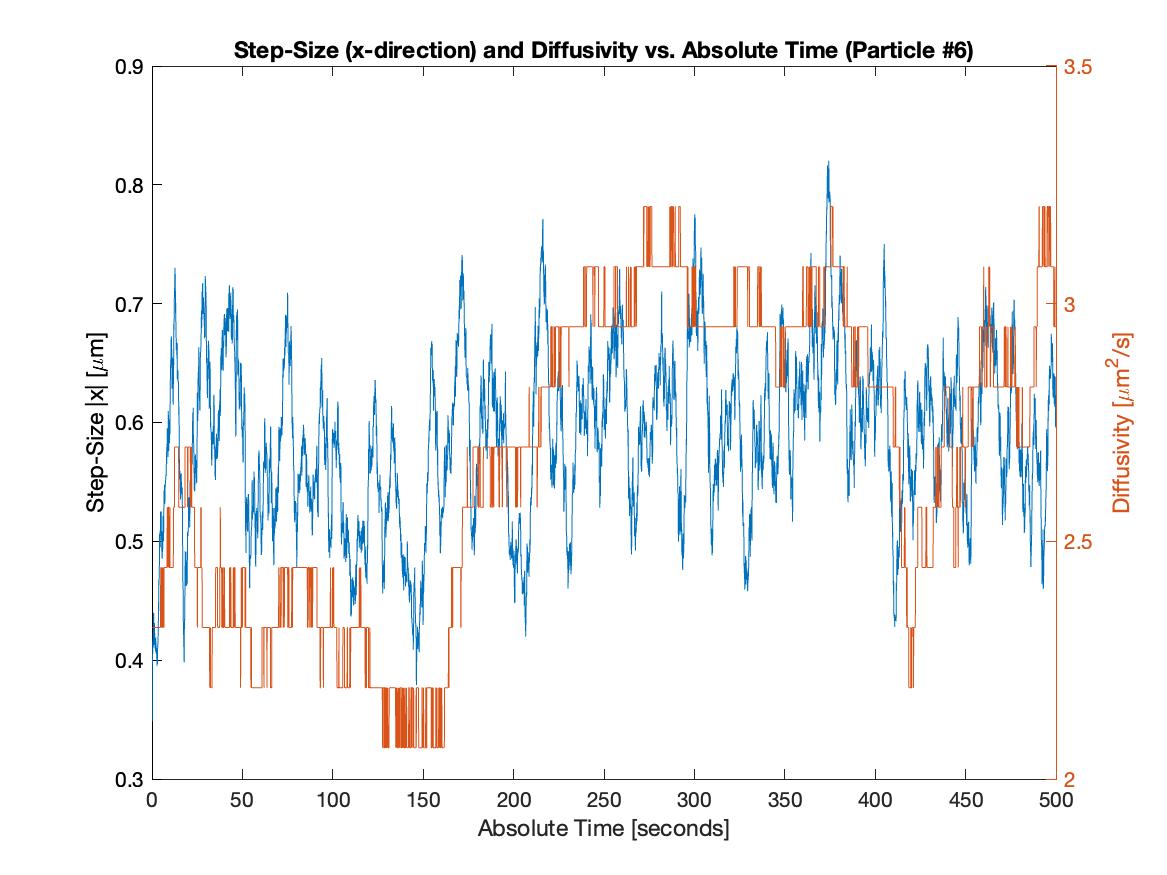 Step-Size (x-direction) and Diffusivity vs. Absolute Time (Particle #6)
0.9
0.8
0.7
0.6
0.5
0.4
0.3
Step-Size |x| [μm]
3.5
3
2.5
2
Diffusivity [μm²/s]
0 50 100 150 200 250 300 350 400 450 500
Absolute Time [seconds]